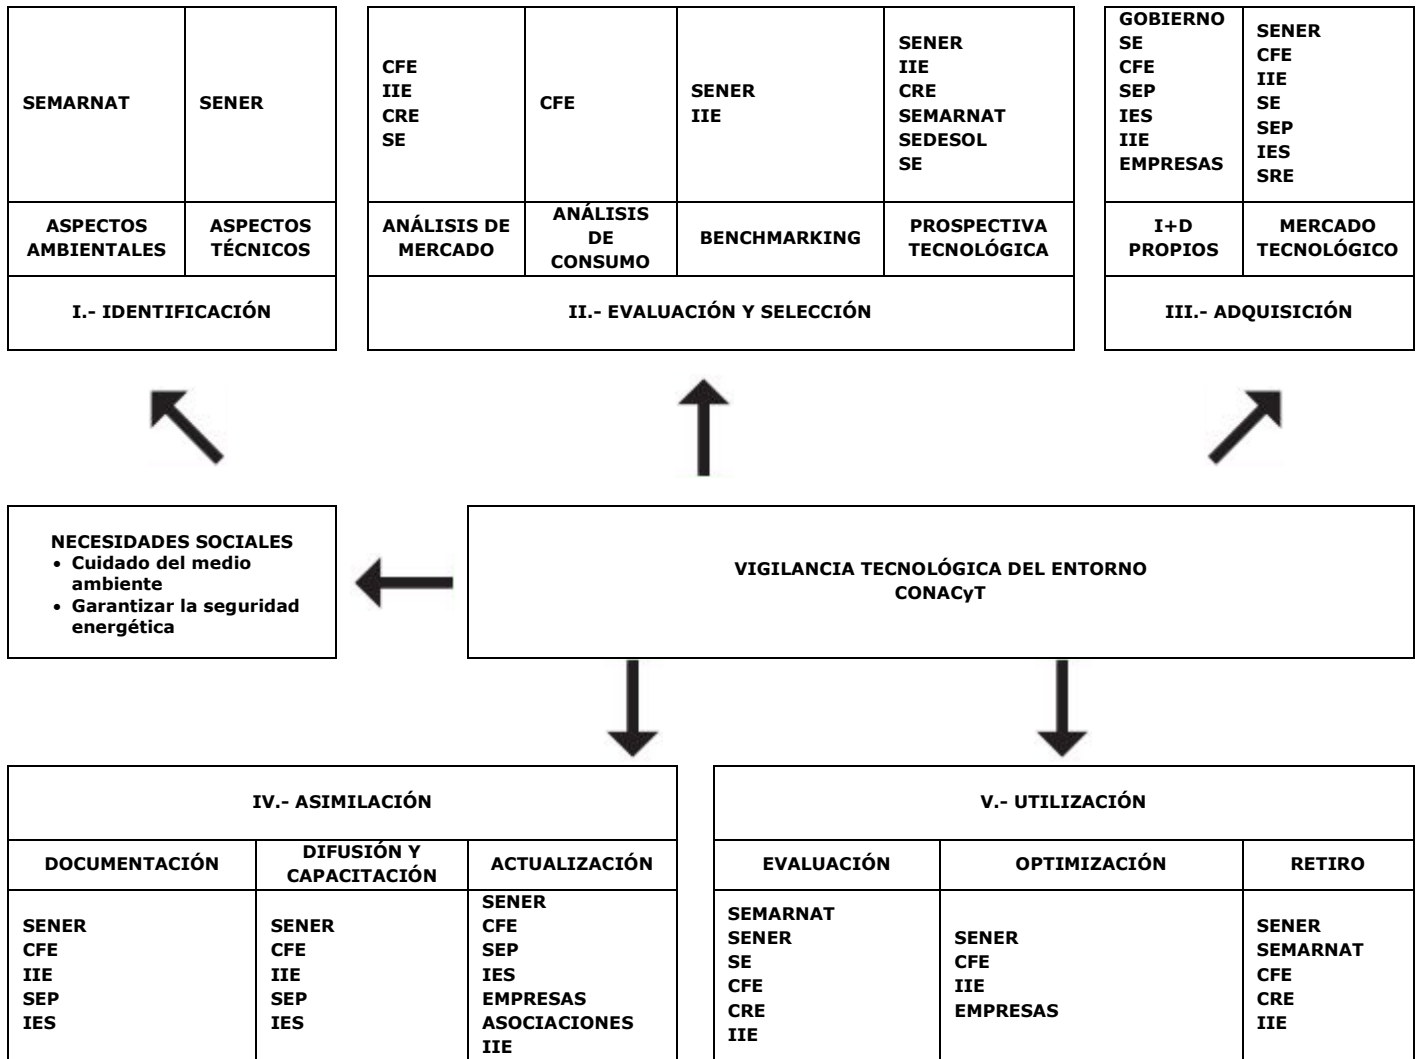 SEMARNAT
SENER
CFE
IIE
CRE
SE
CFE
SENER
IIE
SENER
IIE
CRE
SEMARNAT
SEDESOL
SE
GOBIERNO
SE
CFE
SEP
IES
IIE
EMPRESAS
SENER
CFE
IIE
SE
SEP
IES
SRE
ASPECTOS
AMBIENTALES
ASPECTOS
TÉCNICOS
ANÁLISIS DE
MERCADO
ANÁLISIS
DE
CONSUMO
BENCHMARKING
PROSPECTIVA
TECNOLÓGICA
I+D
PROPIOS
MERCADO
TECNOLÓGICO
I.- IDENTIFICACIÓN
II.- EVALUACIÓN Y SELECCIÓN
III.- ADQUISICIÓN
NECESIDADES SOCIALES
• Cuidado del medio
ambiente
• Garantizar la seguridad
energética
VIGILANCIA TECNOLÓGICA DEL ENTORNO
CONACyT
IV.- ASIMILACIÓN
DOCUMENTACIÓN
DIFUSIÓN Y
CAPACITACIÓN
ACTUALIZACIÓN
SENER
CFE
IIE
SEP
IES
SENER
CFE
IIE
SEP
IES
SENER
CFE
SEP
IES
EMPRESAS
ASOCIACIONES
IIE
V.- UTILIZACIÓN
EVALUACIÓN
OPTIMIZACIÓN
RETIRO
SEMARNAT
SENER
SE
CFE
CRE
IIE
SENER
CFE
IIE
EMPRESAS
SENER
SEMARNAT
CFE
CRE
IIE